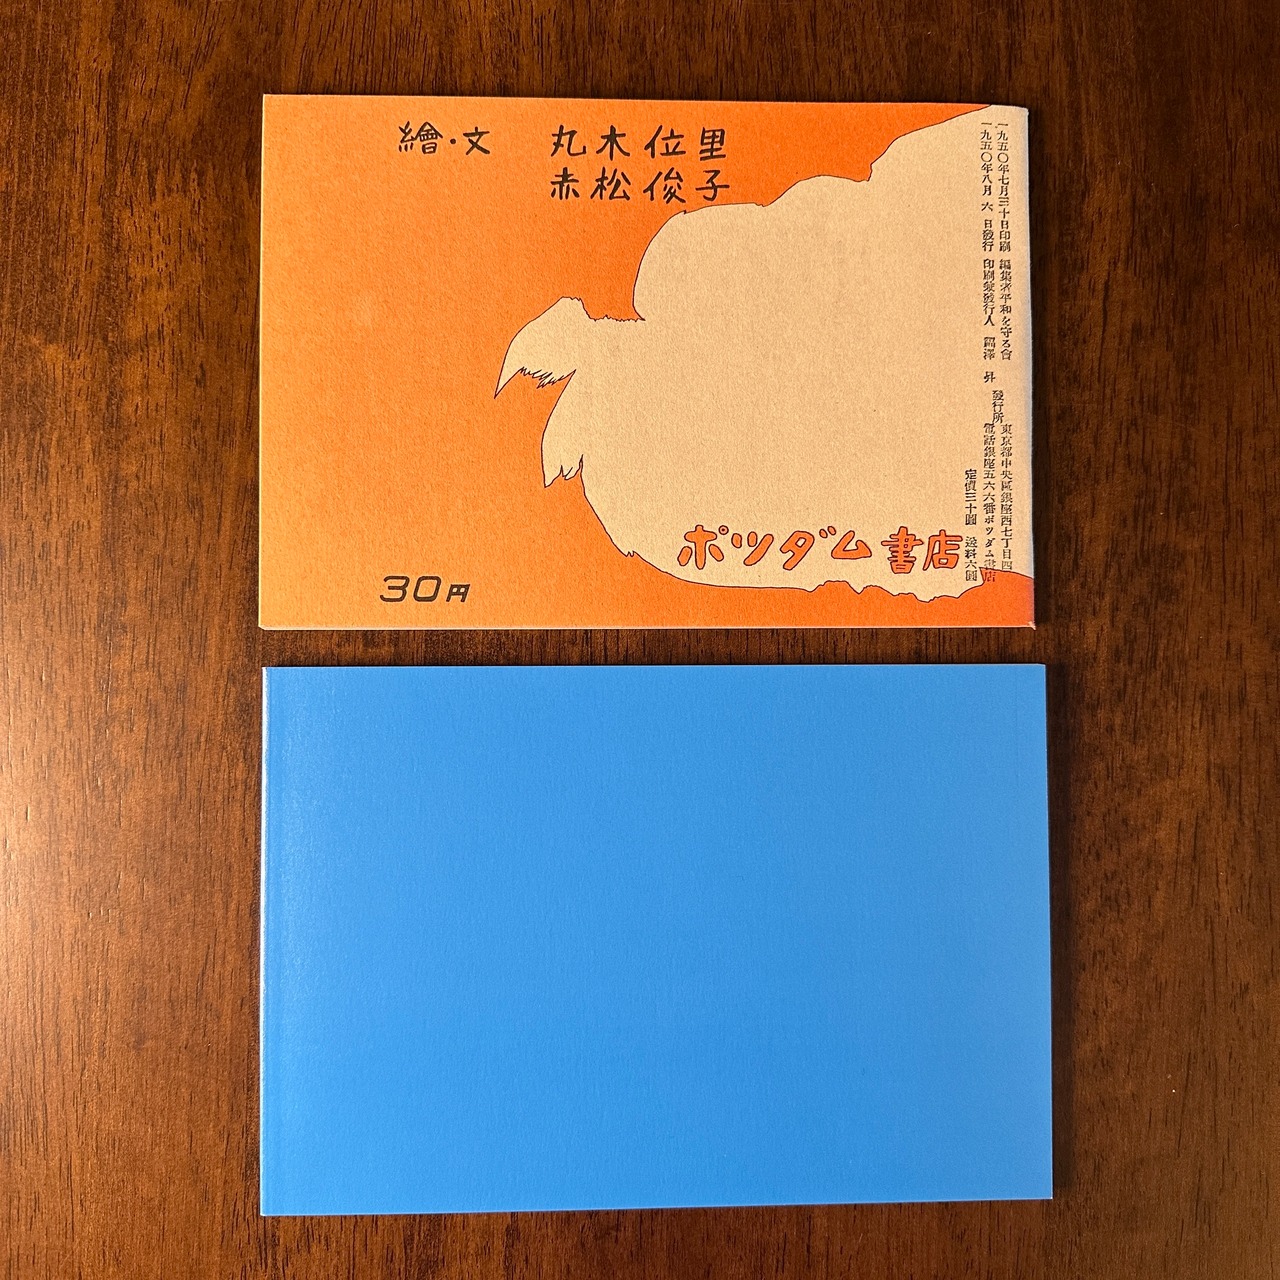 繪・文　丸木位里
赤松俊子
一九五〇年七月三十日印刷　編集者平和を守る会
一九五〇年八月六日發行　印刷兼發行人　昇
發行所
東京都中央區銀座西七丁目四
電話銀座五六六番ポツダム書店
定價三十圓　送料六圓
ポツダム書店
30円